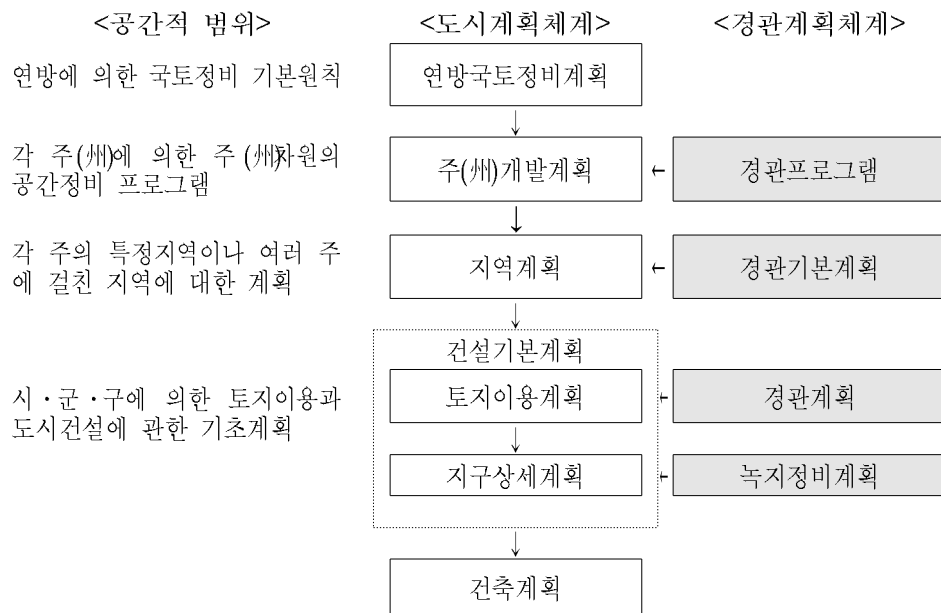 <공간적 범위> <도시계획체계> <경관계획체계>
연방에 의한 국토정비 기본원칙
연방국토정비계획
각 주(州)에 의한 주(州)차원의
공간정비 프로그램
주(州)개발계획
경관프로그램
각 주의 특정지역이나 여러 주
에 걸친 지역에 대한 계획
지역계획
경관기본계획
건설기본계획
시·군·구에 의한 토지이용과
도시건설에 관한 기초계획
토지이용계획
경관계획
지구상세계획
녹지정비계획
건축계획